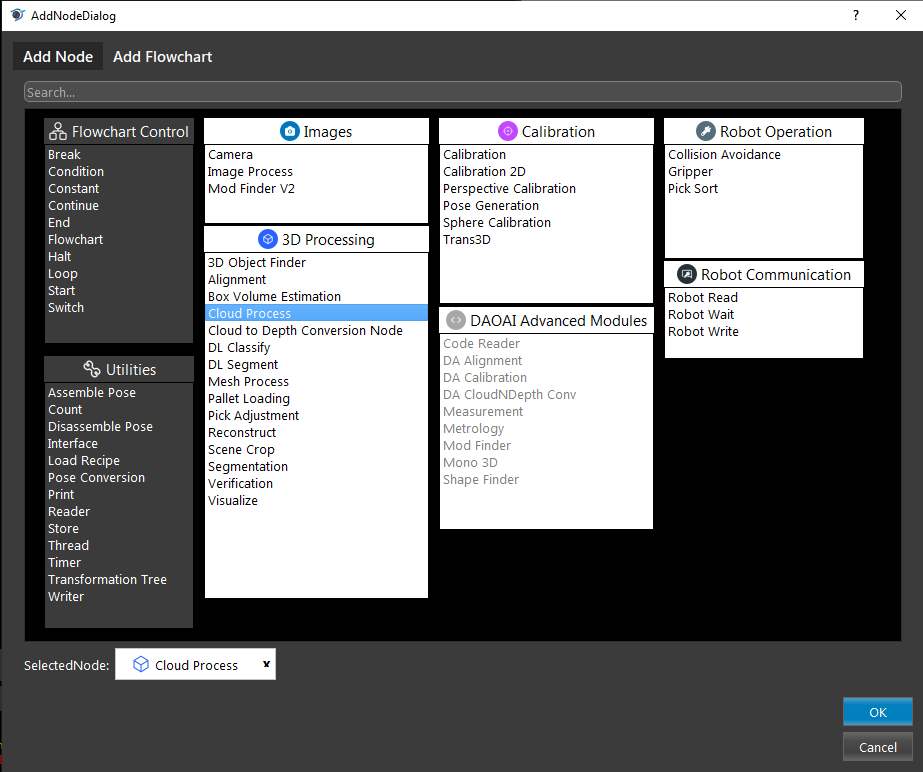 AddNodeDialog
?
Add Node
Add Flowchart
Search...
Flowchart Control
Break
Condition
Constant
Continue
End
Flowchart
Halt
Loop
Start
Switch
Utilities
Assemble Pose
Count
Disassemble Pose
Interface
Load Recipe
Pose Conversion
Print
Reader
Store
Thread
Timer
Transformation Tree
Writer
Images
Camera
Image Process
Mod Finder V2
3D Processing
3D Object Finder
Alignment
Box Volume Estimation
Cloud Process
Cloud to Depth Conversion Node
DL Classify
DL Segment
Mesh Process
Pallet Loading
Pick Adjustment
Reconstruct
Scene Crop
Segmentation
Verification
Visualize
Calibration
Calibration
Calibration 2D
Perspective Calibration
Pose Generation
Sphere Calibration
Trans3D
DAOAI Advanced Modules
Code Reader
DA Alignment
DA Calibration
DA CloudNDepth Conv
Measurement
Metrology
Mod Finder
Mono 3D
Shape Finder
Robot Operation
Collision Avoidance
Gripper
Pick Sort
Robot Communication
Robot Read
Robot Wait
Robot Write
SelectedNode:
Cloud Process
x
OK
Cancel